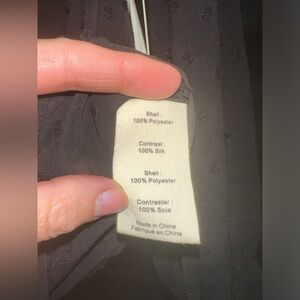 Shell :
100% Polyester
Contrast :
100% Silk
Shell :
100% Polyester
Contraster :
100% Soie
Made in China
Fabriqué en Chine